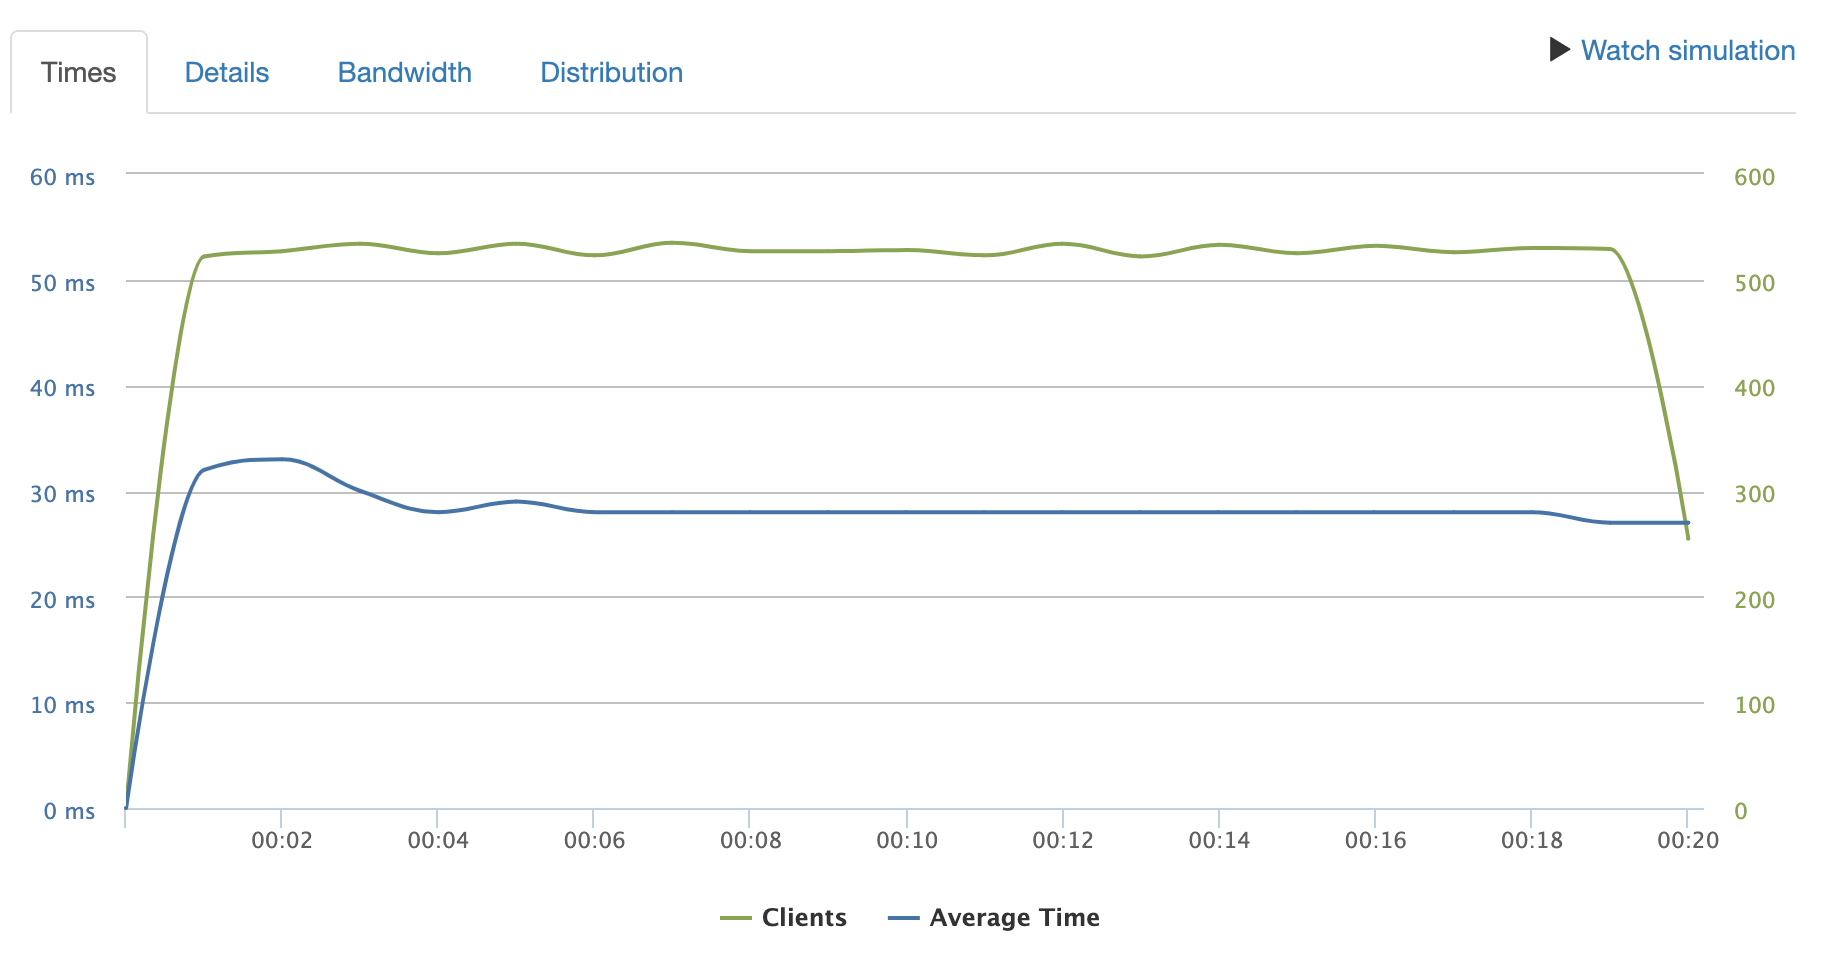 Times Details Bandwidth Distribution
Watch simulation
60 ms 600
50 ms 500
40 ms 400
30 ms 300
20 ms 200
10 ms 100
0 ms 0
00:02 00:04 00:06 00:08 00:10 00:12 00:14 00:16 00:18 00:20
Clients Average Time